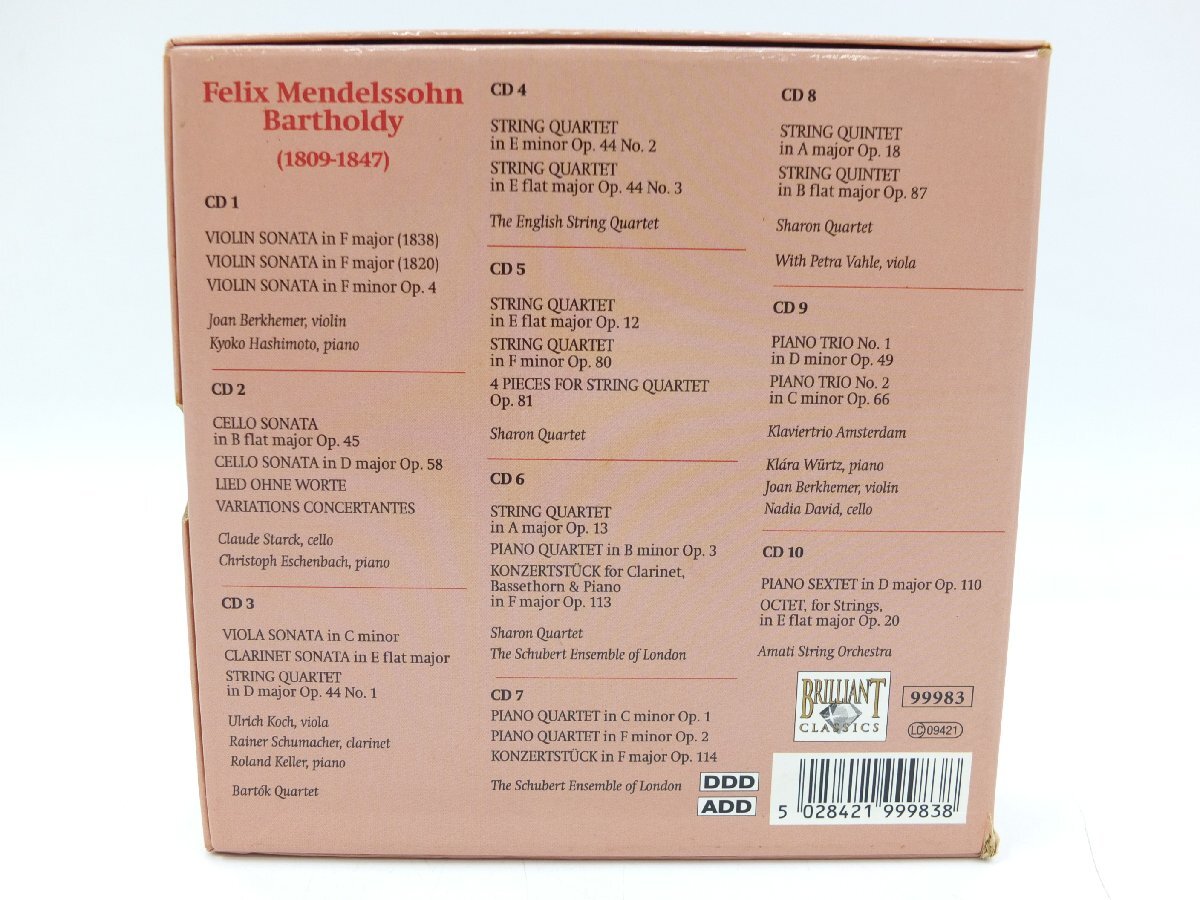 Felix Mendelssohn
Bartholdy
(1809-1847)
CD 1
VIOLIN SONATA in F major (1838)
VIOLIN SONATA in F major (1820)
VIOLIN SONATA in F minor Op. 4
Joan Berkhemer, violin
Kyoko Hashimoto, piano
CD 2
CELLO SONATA
in B flat major Op. 45
CELLO SONATA in D major Op. 58
LIED OHNE WORTE
VARIATIONS CONCERTANTES
Claude Starck, cello
Christoph Eschenbach, piano
CD 3
VIOLA SONATA in C minor
CLARINET SONATA in E flat major
STRING QUARTET
in D major Op. 44 No. 1
Ulrich Koch, viola
Rainer Schumacher, clarinet
Roland Keller, piano
Bartók Quartet
CD 4
STRING QUARTET
in E minor Op. 44 No. 2
STRING QUARTET
in E flat major Op. 44 No. 3
The English String Quartet
CD 5
STRING QUARTET
in E flat major Op. 12
STRING QUARTET
in F minor Op. 80
4 PIECES FOR STRING QUARTET
Op. 81
Sharon Quartet
CD 6
STRING QUARTET
in A major Op. 13
PIANO QUARTET in B minor Op. 3
KONZERTSTÜCK for Clarinet,
Bassethorn & Piano
in F major Op. 113
Sharon Quartet
The Schubert Ensemble of London
CD 7
PIANO QUARTET in C minor Op. 1
PIANO QUARTET in F minor Op. 2
KONZERTSTÜCK in F major Op. 114
The Schubert Ensemble of London
DDD
ADD
CD 8
STRING QUINTET
in A major Op. 18
STRING QUINTET
in B flat major Op. 87
Sharon Quartet
With Petra Vahle, viola
CD 9
PIANO TRIO No. 1
in D minor Op. 49
PIANO TRIO No. 2
in C minor Op. 66
Klaviertrio Amsterdam
Klára Würtz, piano
Joan Berkhemer, violin
Nadia David, cello
CD 10
PIANO SEXTET in D major Op. 110
OCTET, for Strings,
in E flat major Op. 20
Amati String Orchestra
BRILLIANT
CLASSICS
99983
LC 09421
5 028421 999838